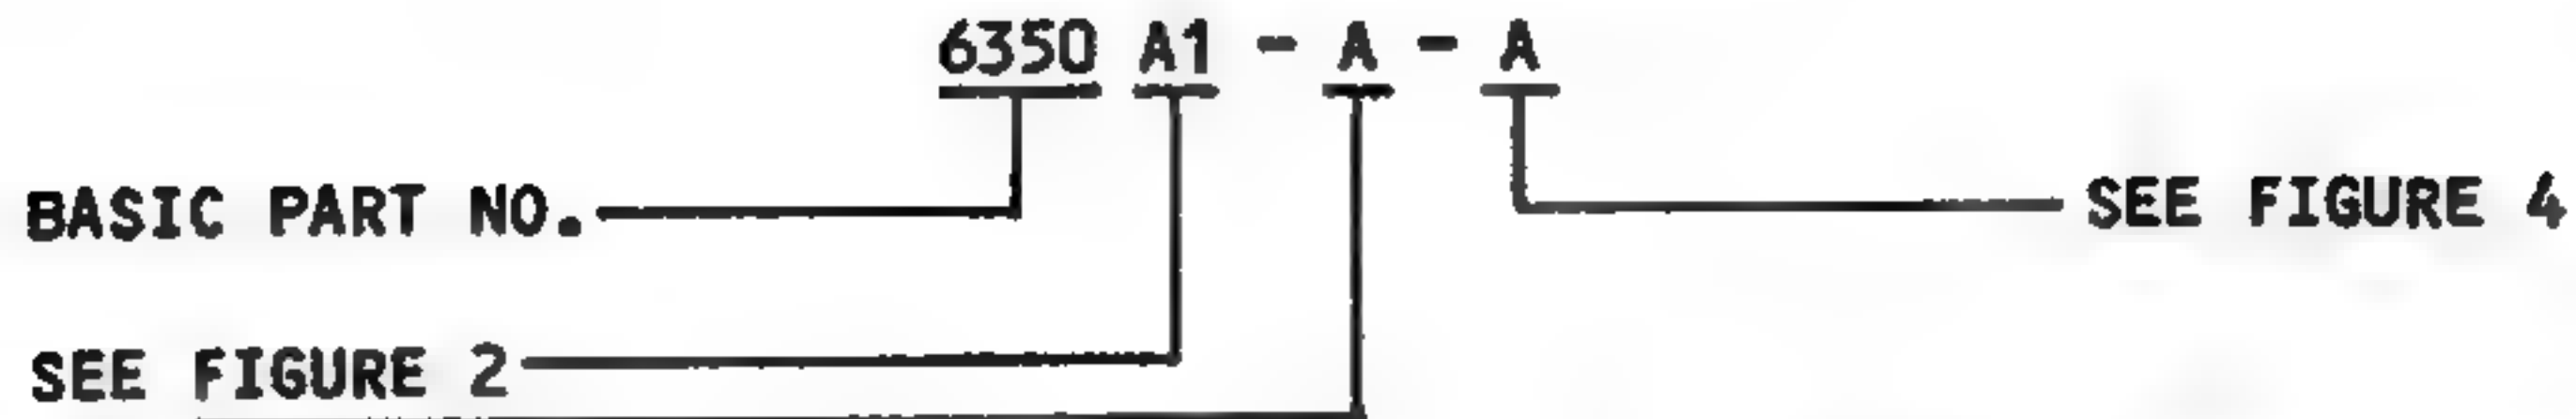 6350 A1 - A - A
BASIC PART NO. SEE FIGURE 4
SEE FIGURE 2